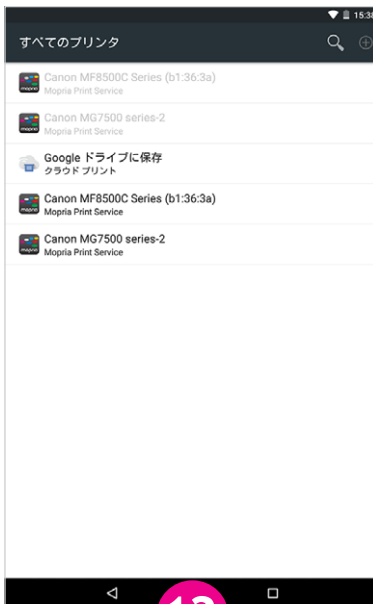 15:38
すべてのプリンタ
Canon MF8500C Series (b1:36:3a)
Mopria Print Service
Canon MG7500 series-2
Mopria Print Service
Google ドライブに保存
クラウド プリント
Canon MF8500C Series (b1:36:3a)
Mopria Print Service
Canon MG7500 series-2
Mopria Print Service